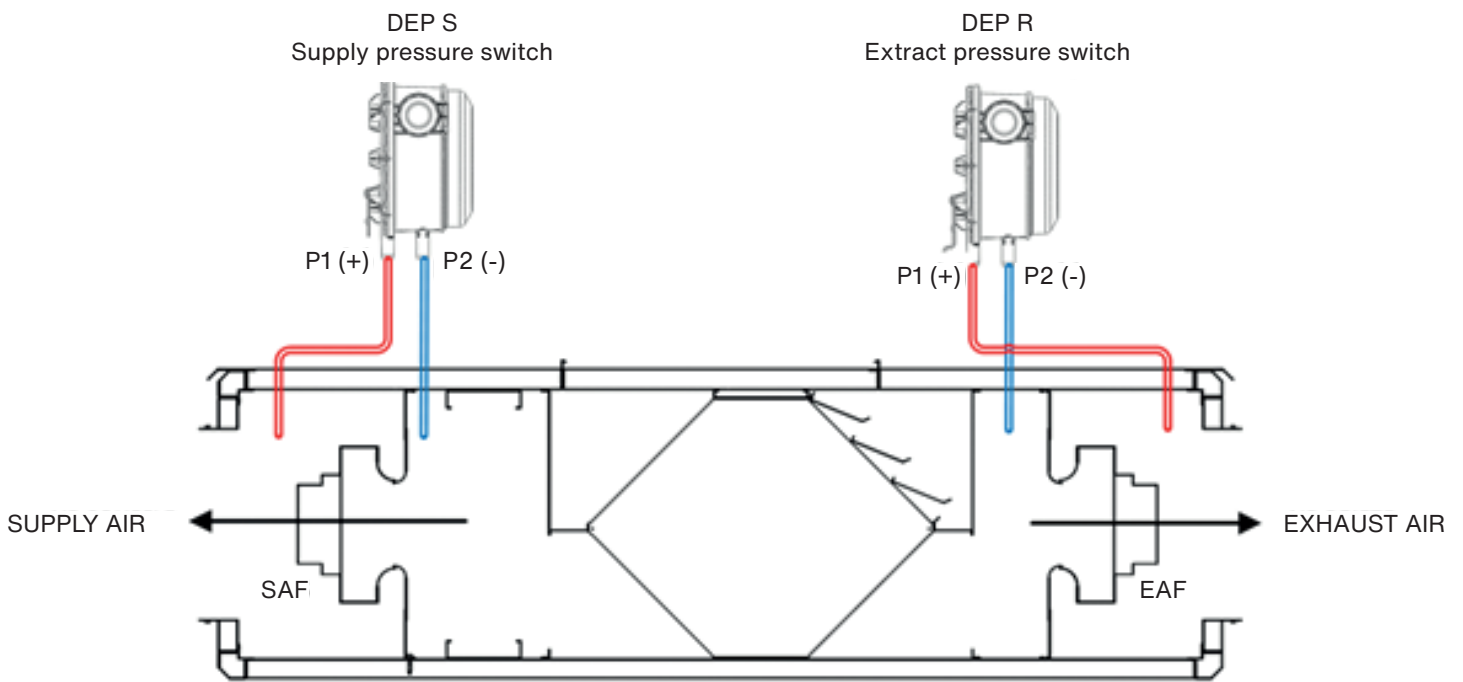 DEP S
Supply pressure switch
DEP R
Extract pressure switch
P1 (+)
P2 (-)
P1 (+)
P2 (-)
SUPPLY AIR
EXHAUST AIR
SAF
EAF